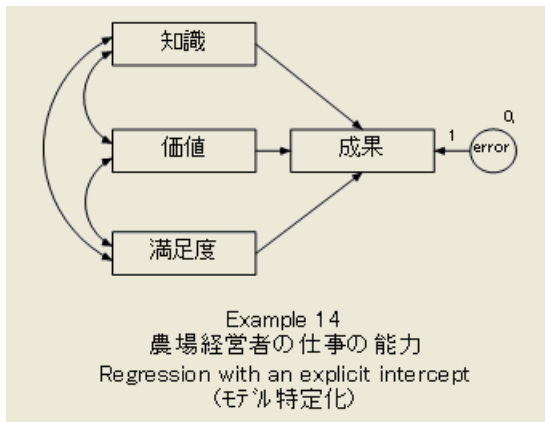 知識
0,
価値
成果
1
error
満足度
Example 14
農場経営者の仕事の能力
Regression with an explicit intercept
(ﾓﾃﾞﾙ特定化)